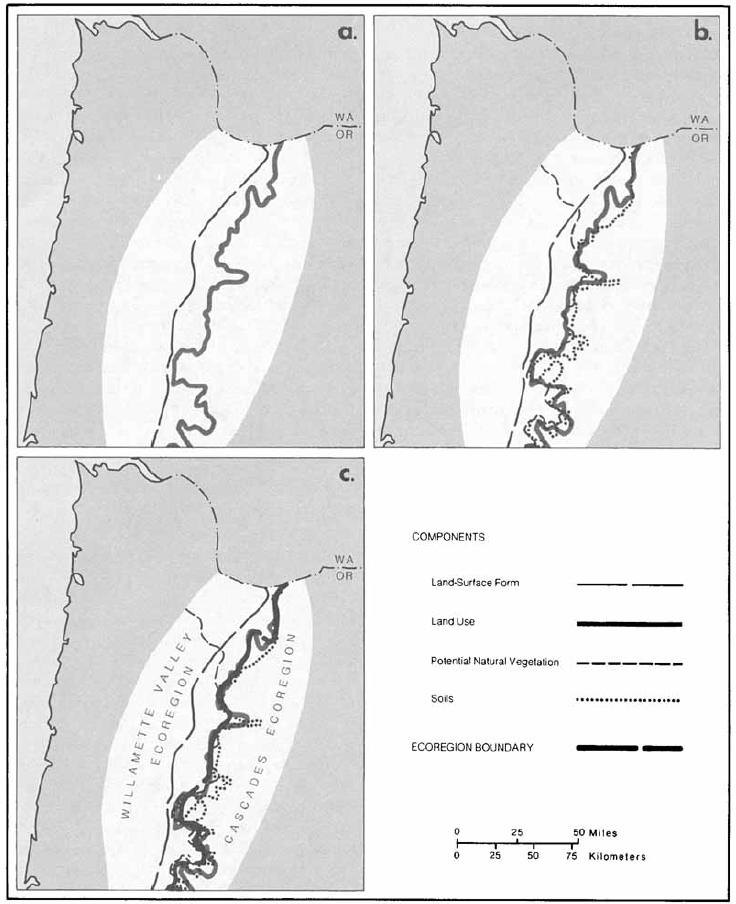 a.
WA
OR
b.
WA
OR
c.
WA
OR
WILLAMETTE VALLEY
ECOREGION
CASCADES ECOREGION
COMPONENTS
Land-Surface Form
Land Use
Potential Natural Vegetation
Soils
ECOREGION BOUNDARY
0 25 50 Miles
0 25 50 75 Kilometers